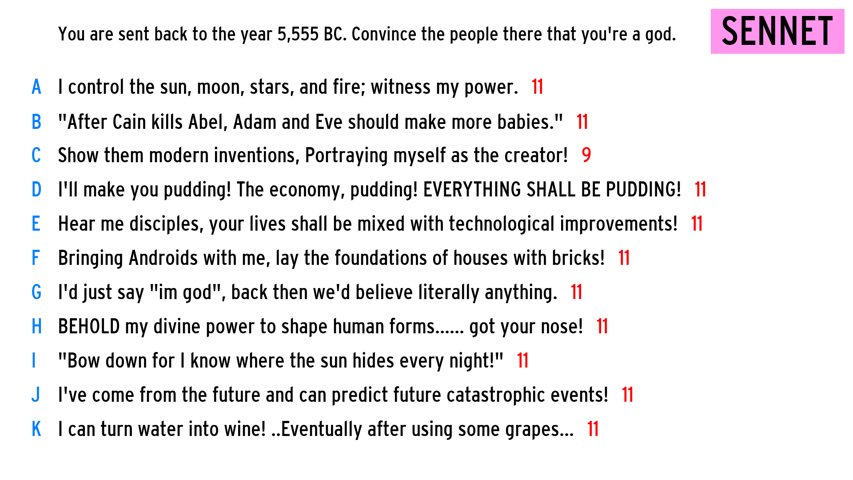 You are sent back to the year 5,555 BC. Convince the people there that you're a god.
SENNET
A I control the sun, moon, stars, and fire; witness my power. 11
B "After Cain kills Abel, Adam and Eve should make more babies." 11
C Show them modern inventions, Portraying myself as the creator! 9
D I'll make you pudding! The economy, pudding! EVERYTHING SHALL BE PUDDING! 11
E Hear me disciples, your lives shall be mixed with technological improvements! 11
F Bringing Androids with me, lay the foundations of houses with bricks! 11
G I'd just say "im god", back then we'd believe literally anything. 11
H BEHOLD my divine power to shape human forms...... got your nose! 11
I "Bow down for I know where the sun hides every night!" 11
J I've come from the future and can predict future catastrophic events! 11
K I can turn water into wine! ..Eventually after using some grapes... 11